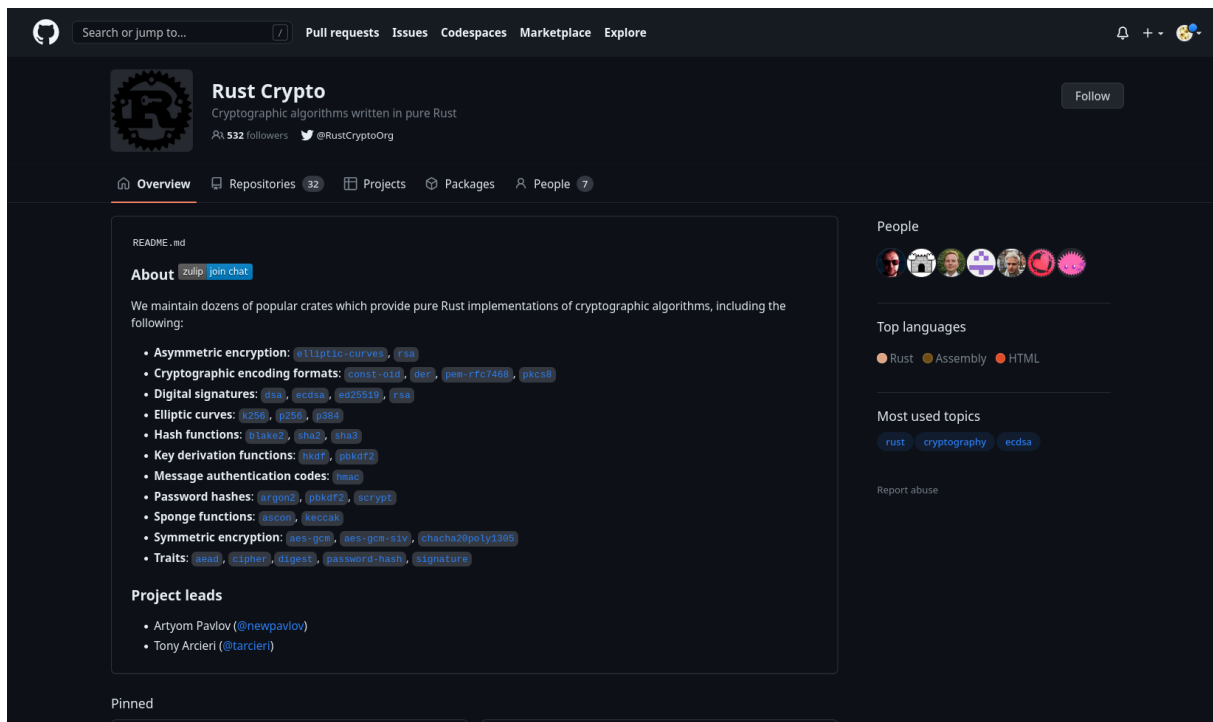 Search or jump to... /
Pull requests Issues Codespaces Marketplace Explore
Rust Crypto
Cryptographic algorithms written in pure Rust
532 followers @RustCryptoOrg
Follow
Overview Repositories 32 Projects Packages People 7
README.md
About zulip join chat
We maintain dozens of popular crates which provide pure Rust implementations of cryptographic algorithms, including the
following:
• Asymmetric encryption: elliptic-curves, rsa
• Cryptographic encoding formats: const-oid, der, pem-rfc7468, pkcs8
• Digital signatures: dsa, ecdsa, ed25519, rsa
• Elliptic curves: k256, p256, p384
• Hash functions: blake2, sha2, sha3
• Key derivation functions: hkdf, pbkdf2
• Message authentication codes: hmac
• Password hashes: argon2, pbkdf2, scrypt
• Sponge functions: ascon, keccak
• Symmetric encryption: aes-gcm, aes-gcm-siv, chacha20poly1305
• Traits: aead, cipher, digest, password-hash, signature
Project leads
• Artyom Pavlov (@newpavlov)
• Tony Arcieri (@tarcieri)
People
Top languages
Rust Assembly HTML
Most used topics
rust cryptography ecdsa
Report abuse
Pinned